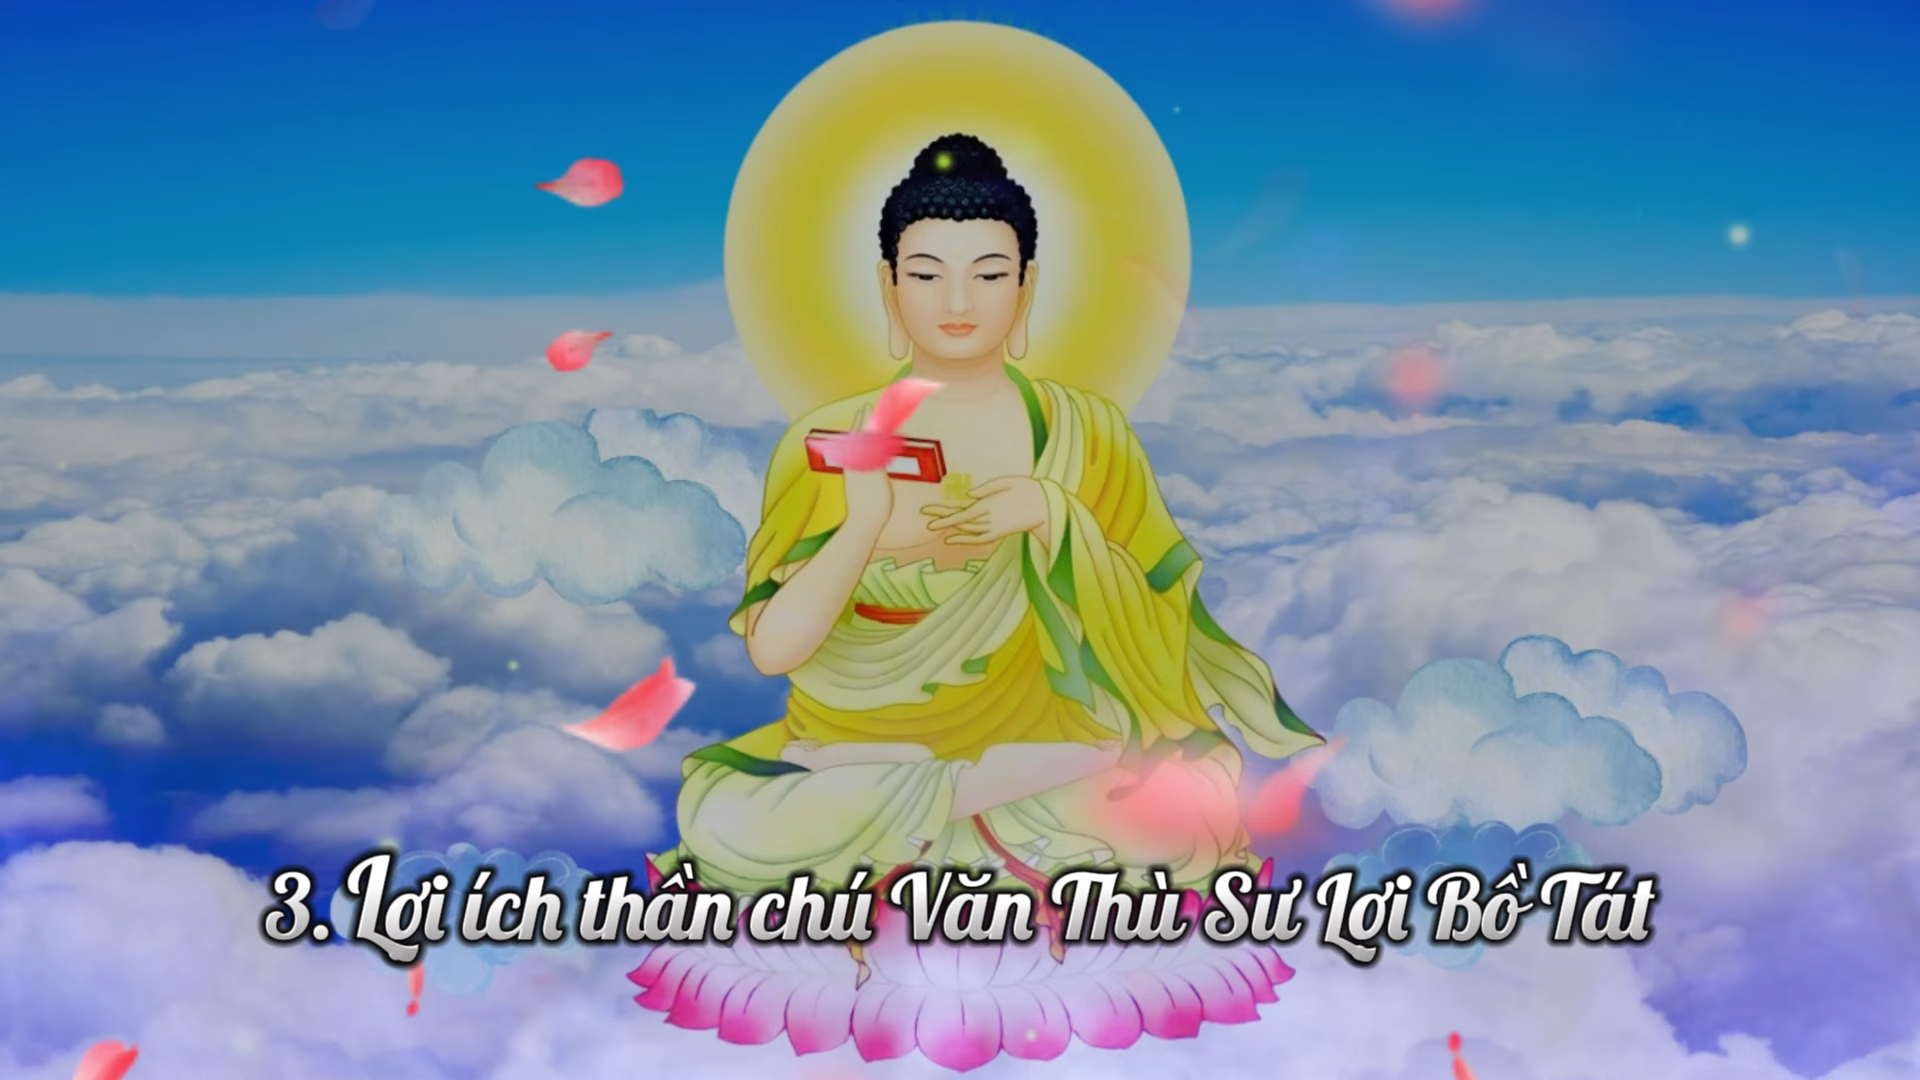 3. Lợi ích thần chú Văn Thù Sư Lợi Bồ Tát